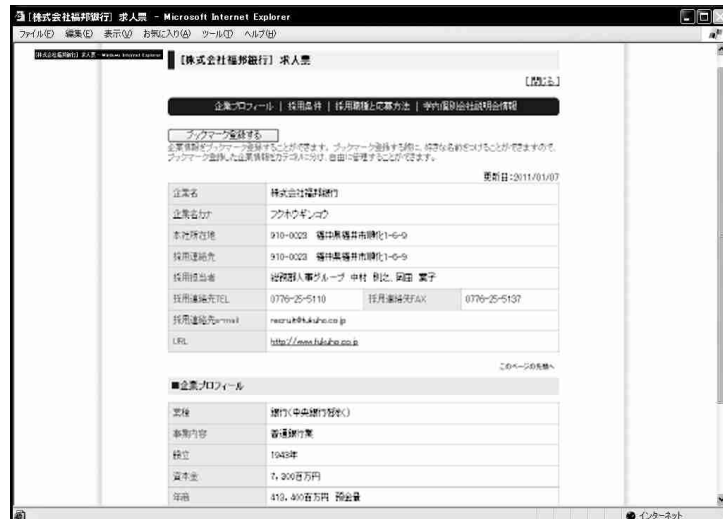 [株式会社福邦銀行] 求人票 - Microsoft Internet Explorer
ファイル(F) 編集(E) 表示(V) お気に入り(A) ツール(T) ヘルプ(H)
[株式会社福邦銀行] 求人票
[閉じる]
企業プロフィール | 採用条件 | 採用職種と応募方法 | 学内個別会社説明会情報
ブックマーク登録する
企業情報をブックマーク登録することができます。ブックマーク登録する際に、好きな名前をつけることができますので、
ブックマーク登録した企業情報をカテゴリに分け、自由に管理することができます。
更新日:2011/01/07
企業名 株式会社福邦銀行
企業名カナ フクホウギンコウ
本社所在地 910-0023 福井県福井市順化1-6-9
採用連絡先 910-0023 福井県福井市順化1-6-9
採用担当者 総務部人事グループ 中村
採用連絡先TEL 0776-25-5110 採用連絡先FAX 0776-25-5137
採用連絡先e-mail recruit@fukuho.co.jp
URL http://www.fukuho.co.jp
このページの先頭へ
■企業プロフィール
業種 銀行(中央銀行を除く)
事業内容 普通銀行業
設立 1943年
資本金 7,300百万円
年商 413,400百万円 預金量
インターネット